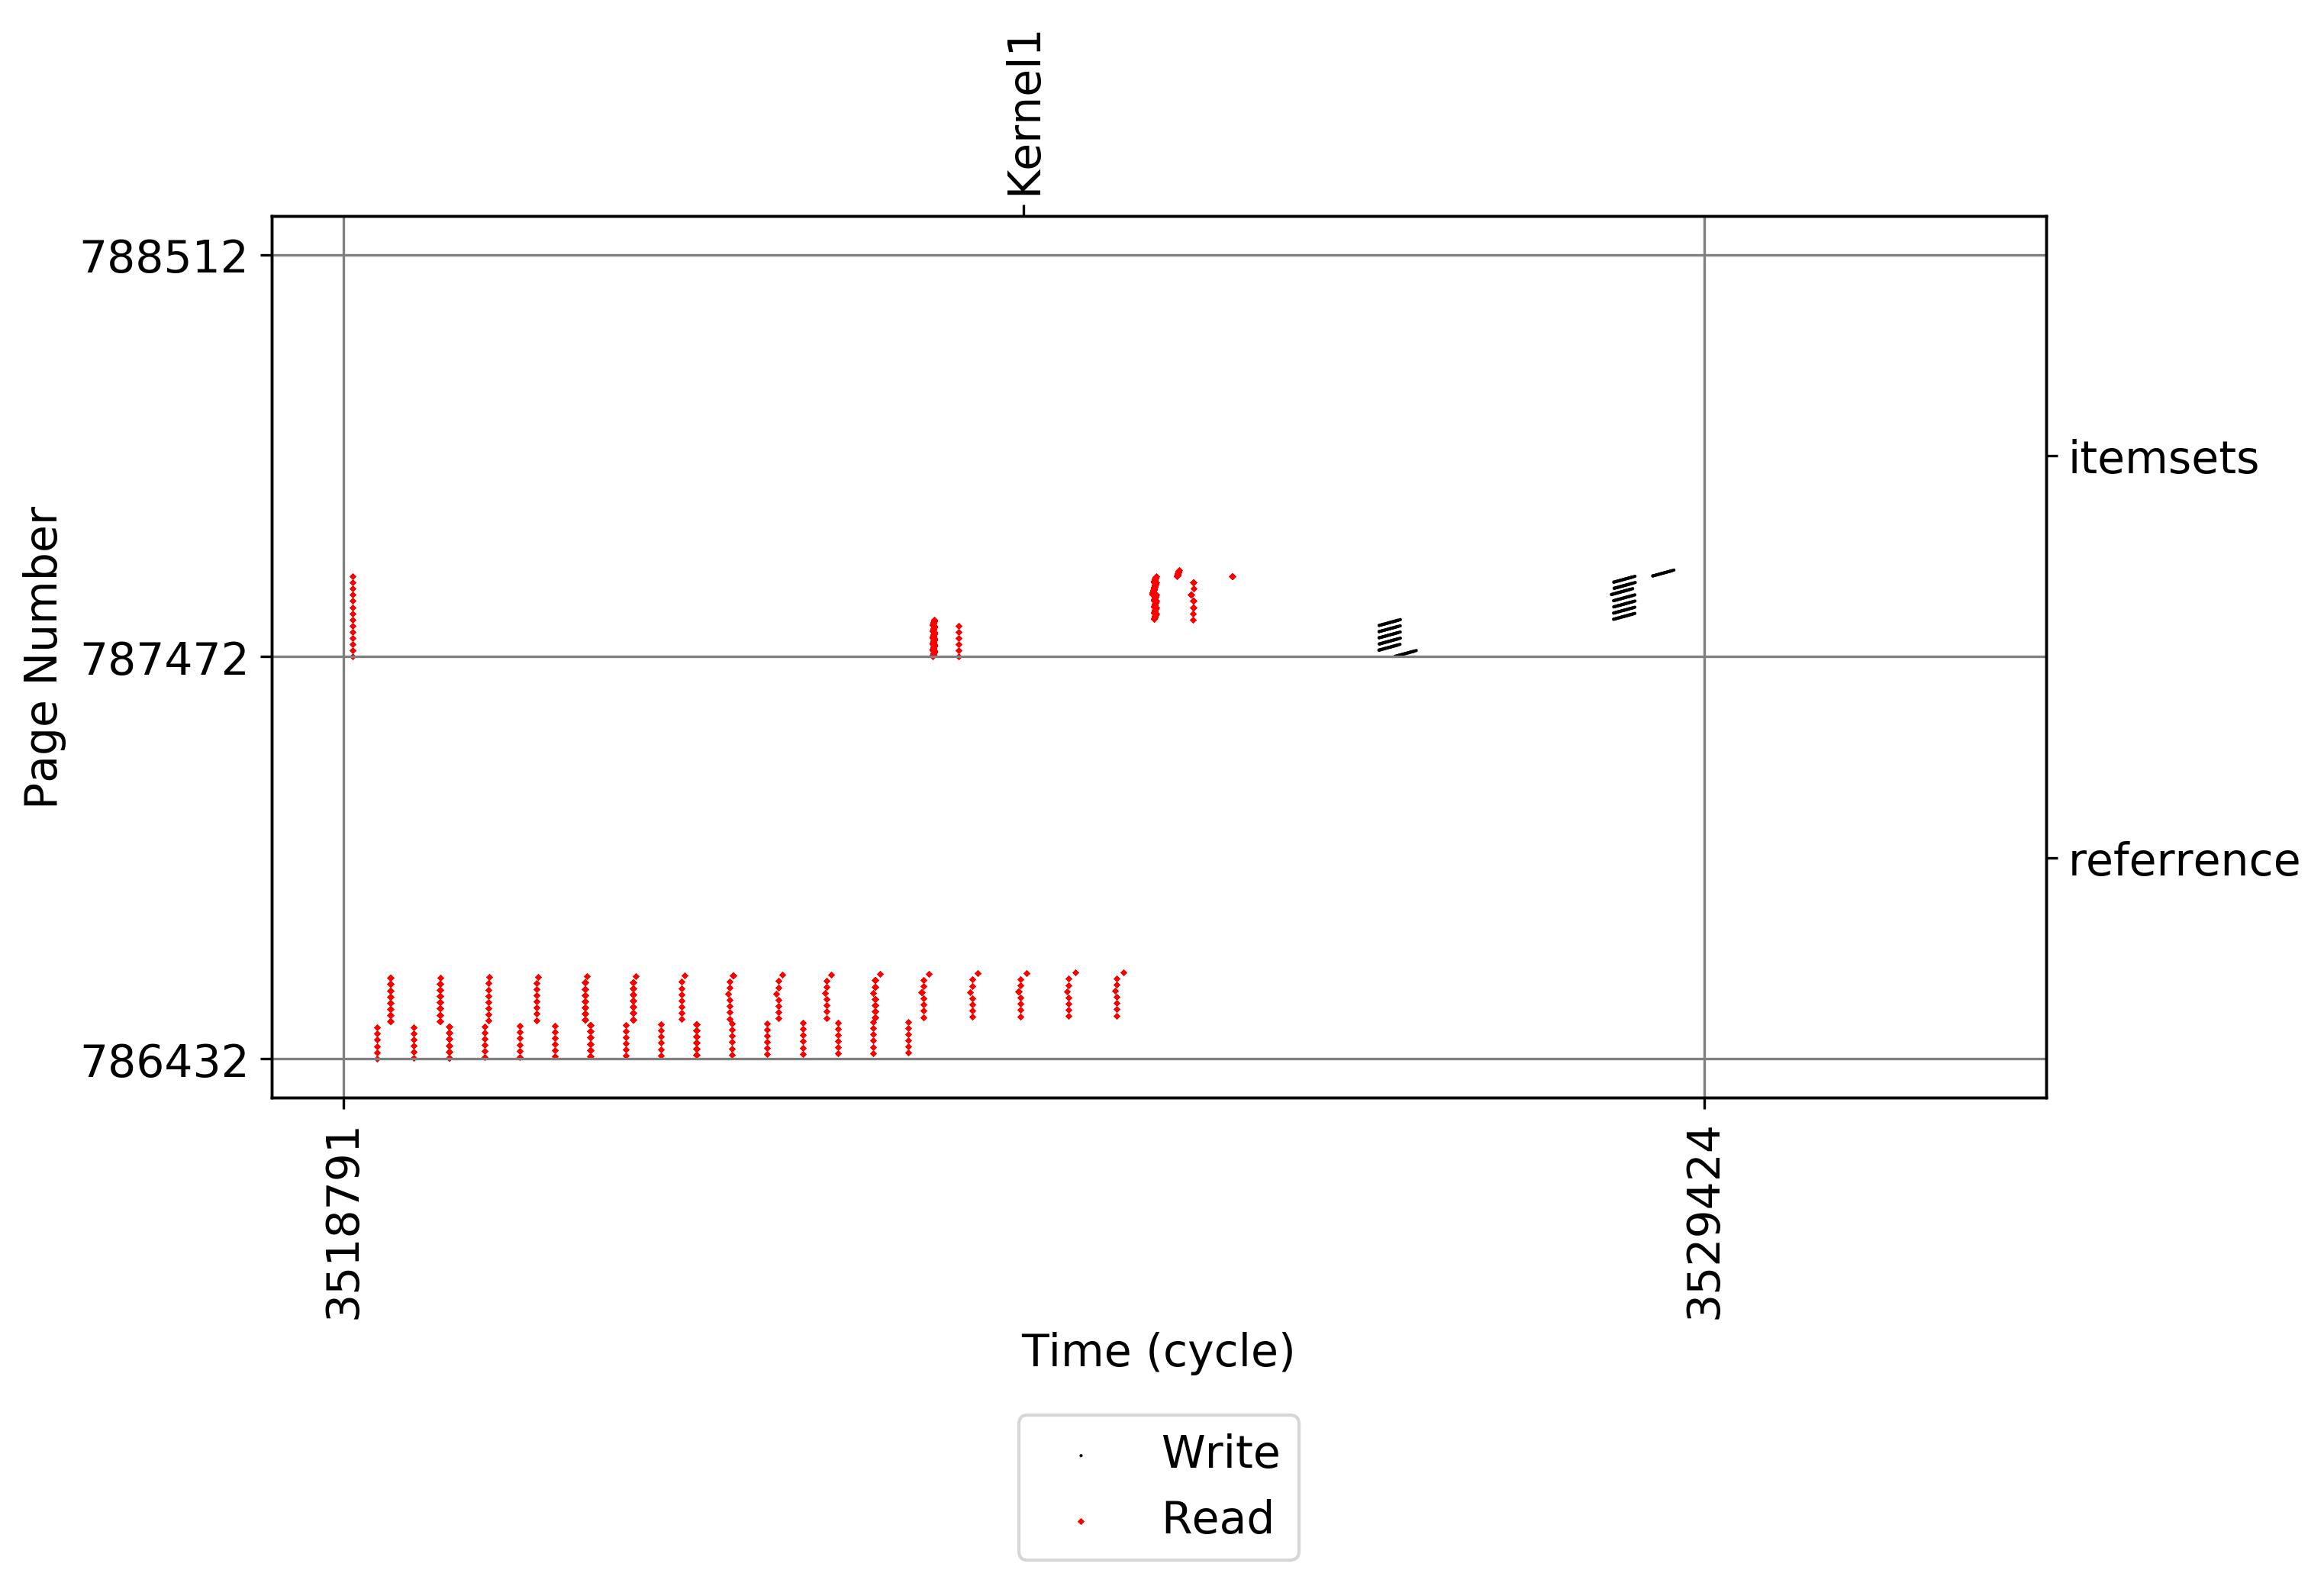 Kernel1
788512
787472
786432
Page Number
itemsets
referrence
3518791
3529424
Time (cycle)
Write
Read